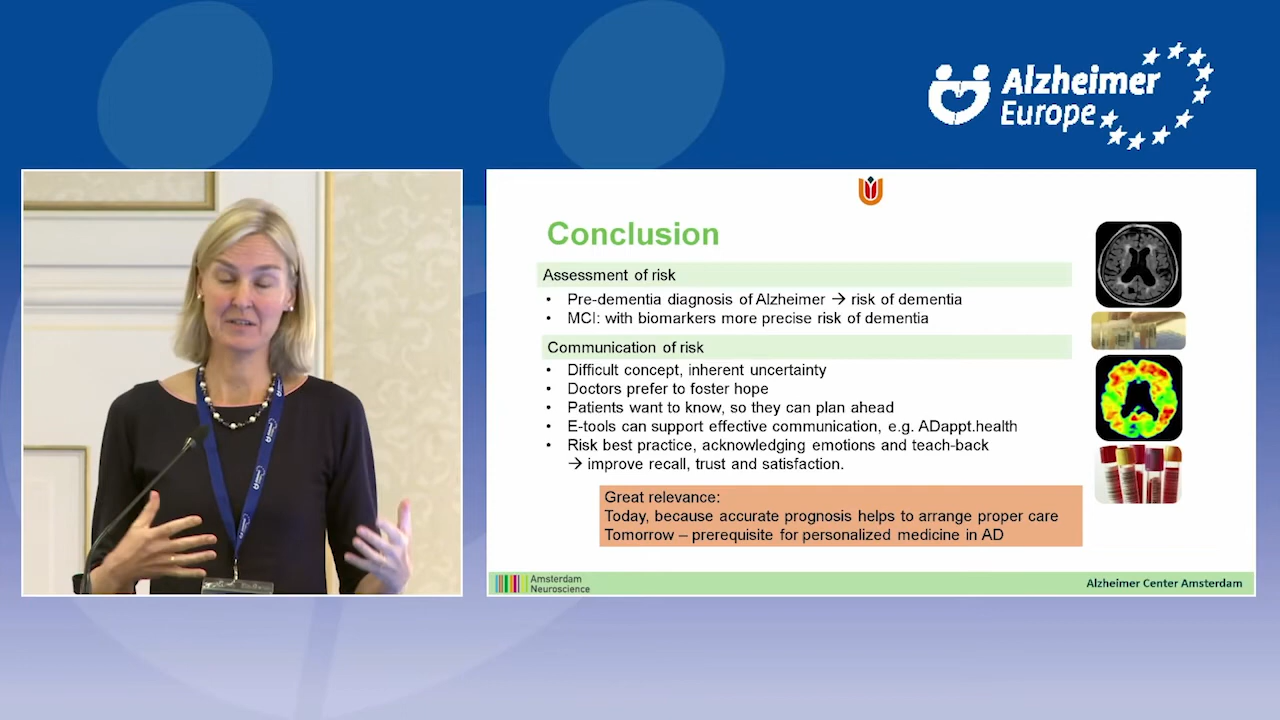 Alzheimer
Europe
Conclusion
Assessment of risk
• Pre-dementia diagnosis of Alzheimer → risk of dementia
• MCI: with biomarkers more precise risk of dementia
Communication of risk
• Difficult concept, inherent uncertainty
• Doctors prefer to foster hope
• Patients want to know, so they can plan ahead
• E-tools can support effective communication, e.g. ADappt.health
• Risk best practice, acknowledging emotions and teach-back
→ improve recall, trust and satisfaction.
Great relevance:
Today, because accurate prognosis helps to arrange proper care
Tomorrow – prerequisite for personalized medicine in AD
Amsterdam
Neuroscience
Alzheimer Center Amsterdam